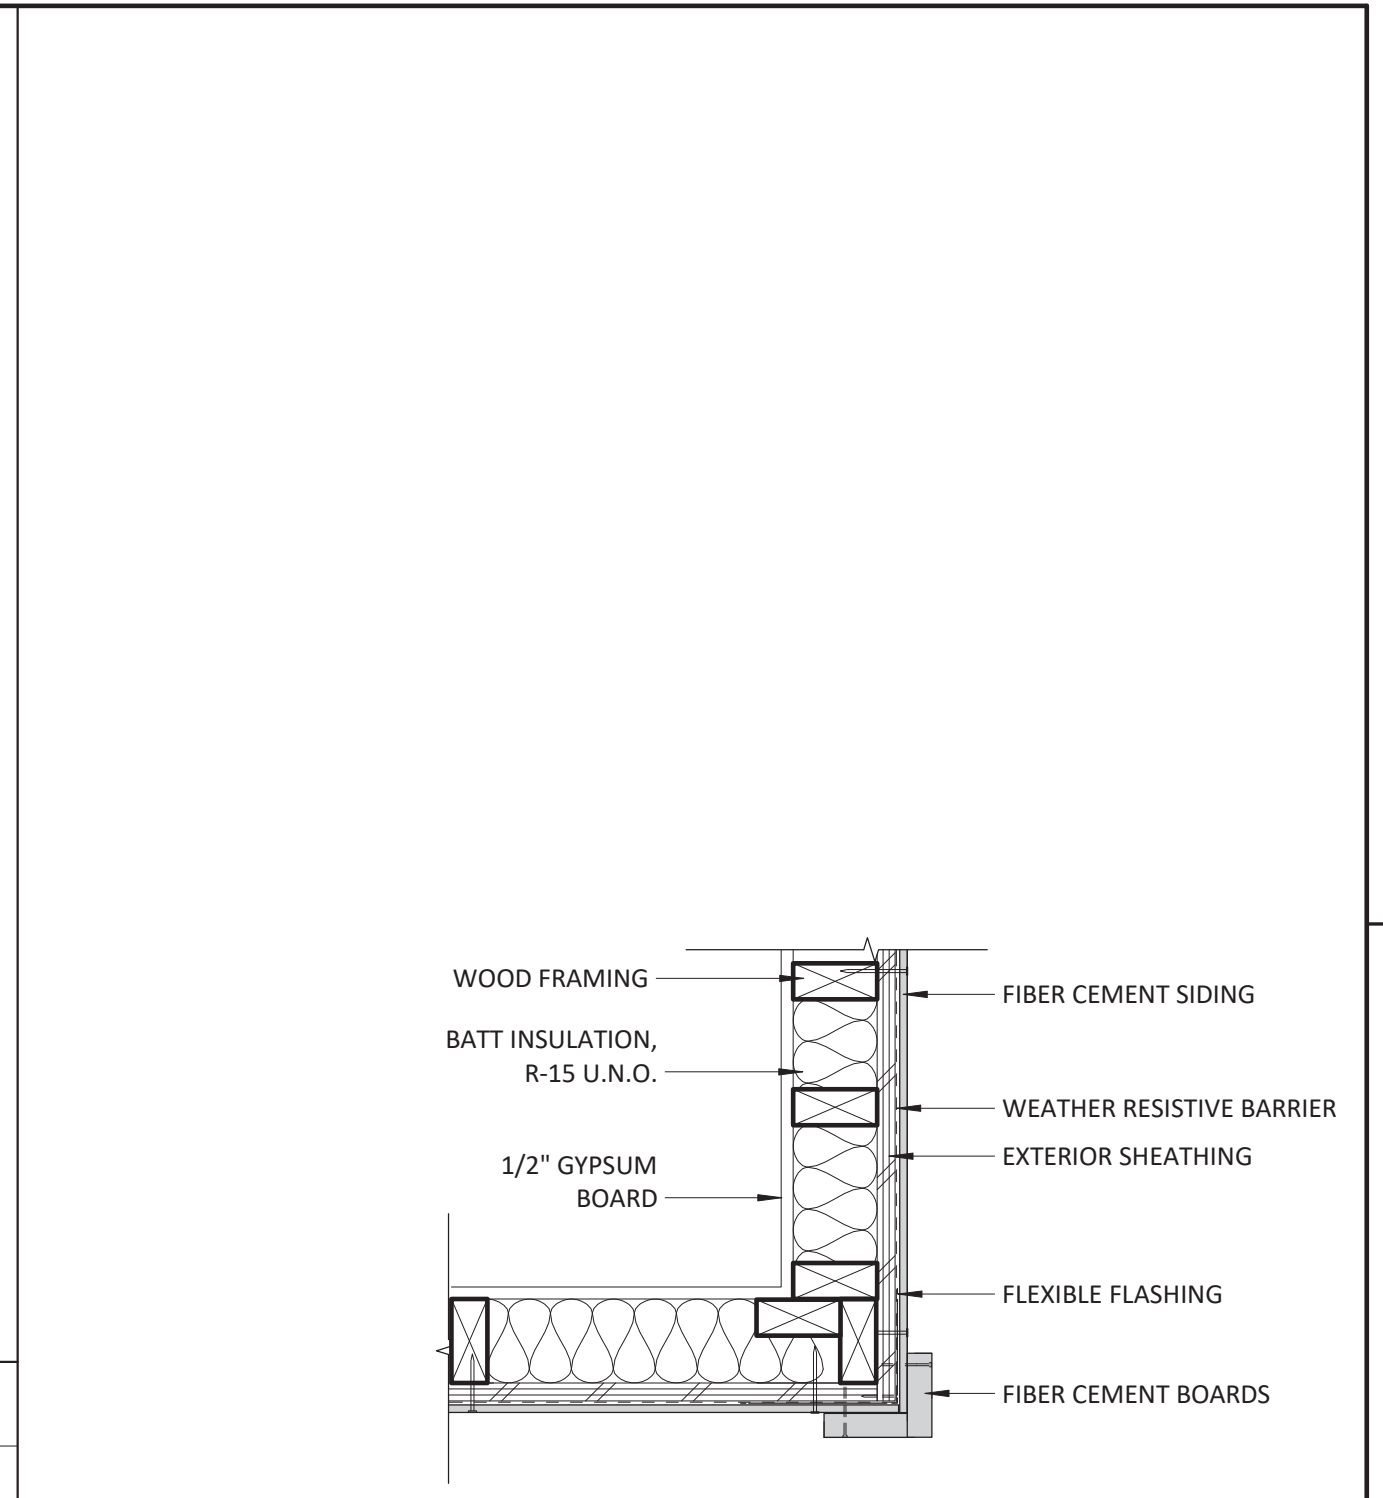 WOOD FRAMING
BATT INSULATION,
R-15 U.N.O.
1/2" GYPSUM
BOARD
FIBER CEMENT SIDING
WEATHER RESISTIVE BARRIER
EXTERIOR SHEATHING
FLEXIBLE FLASHING
FIBER CEMENT BOARDS